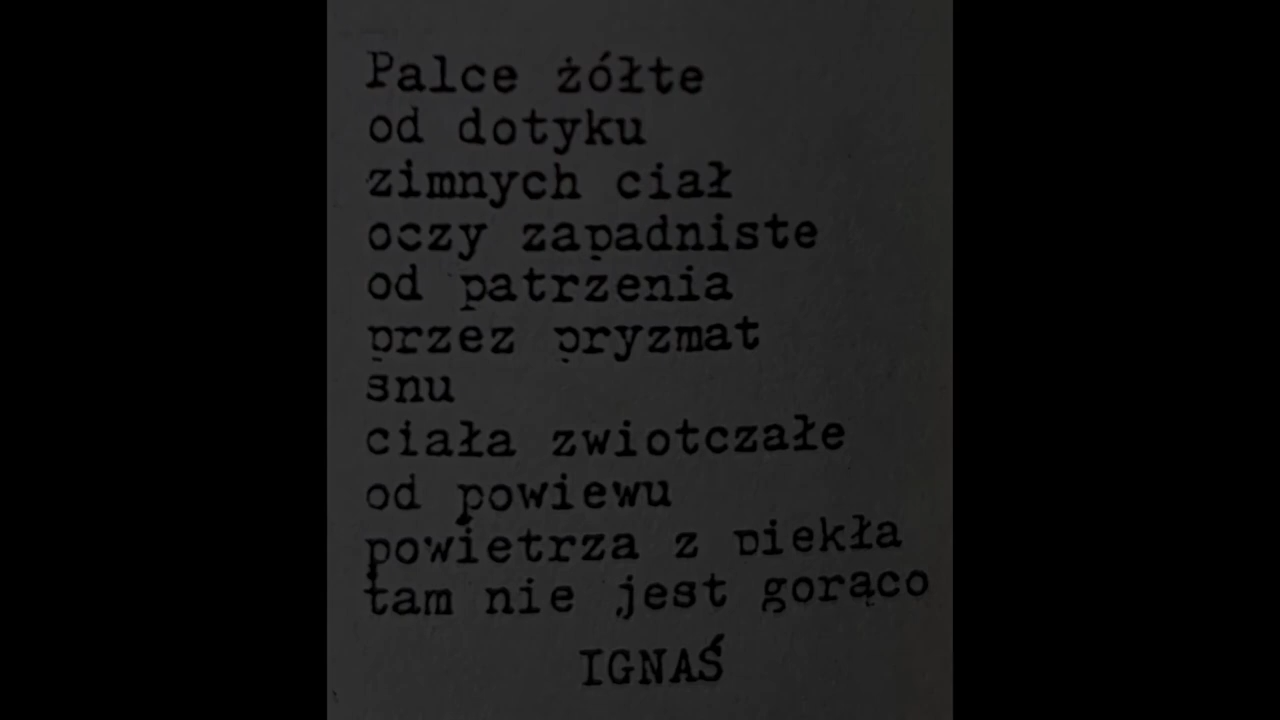 Palce żółte
od dotyku
zimnych ciał
oczy zapadniste
od patrzenia
przez pryzmat
snu
ciała zwiotczałe
od powiewu
powietrza z piekła
tam nie jest gorąco
IGNAŚ